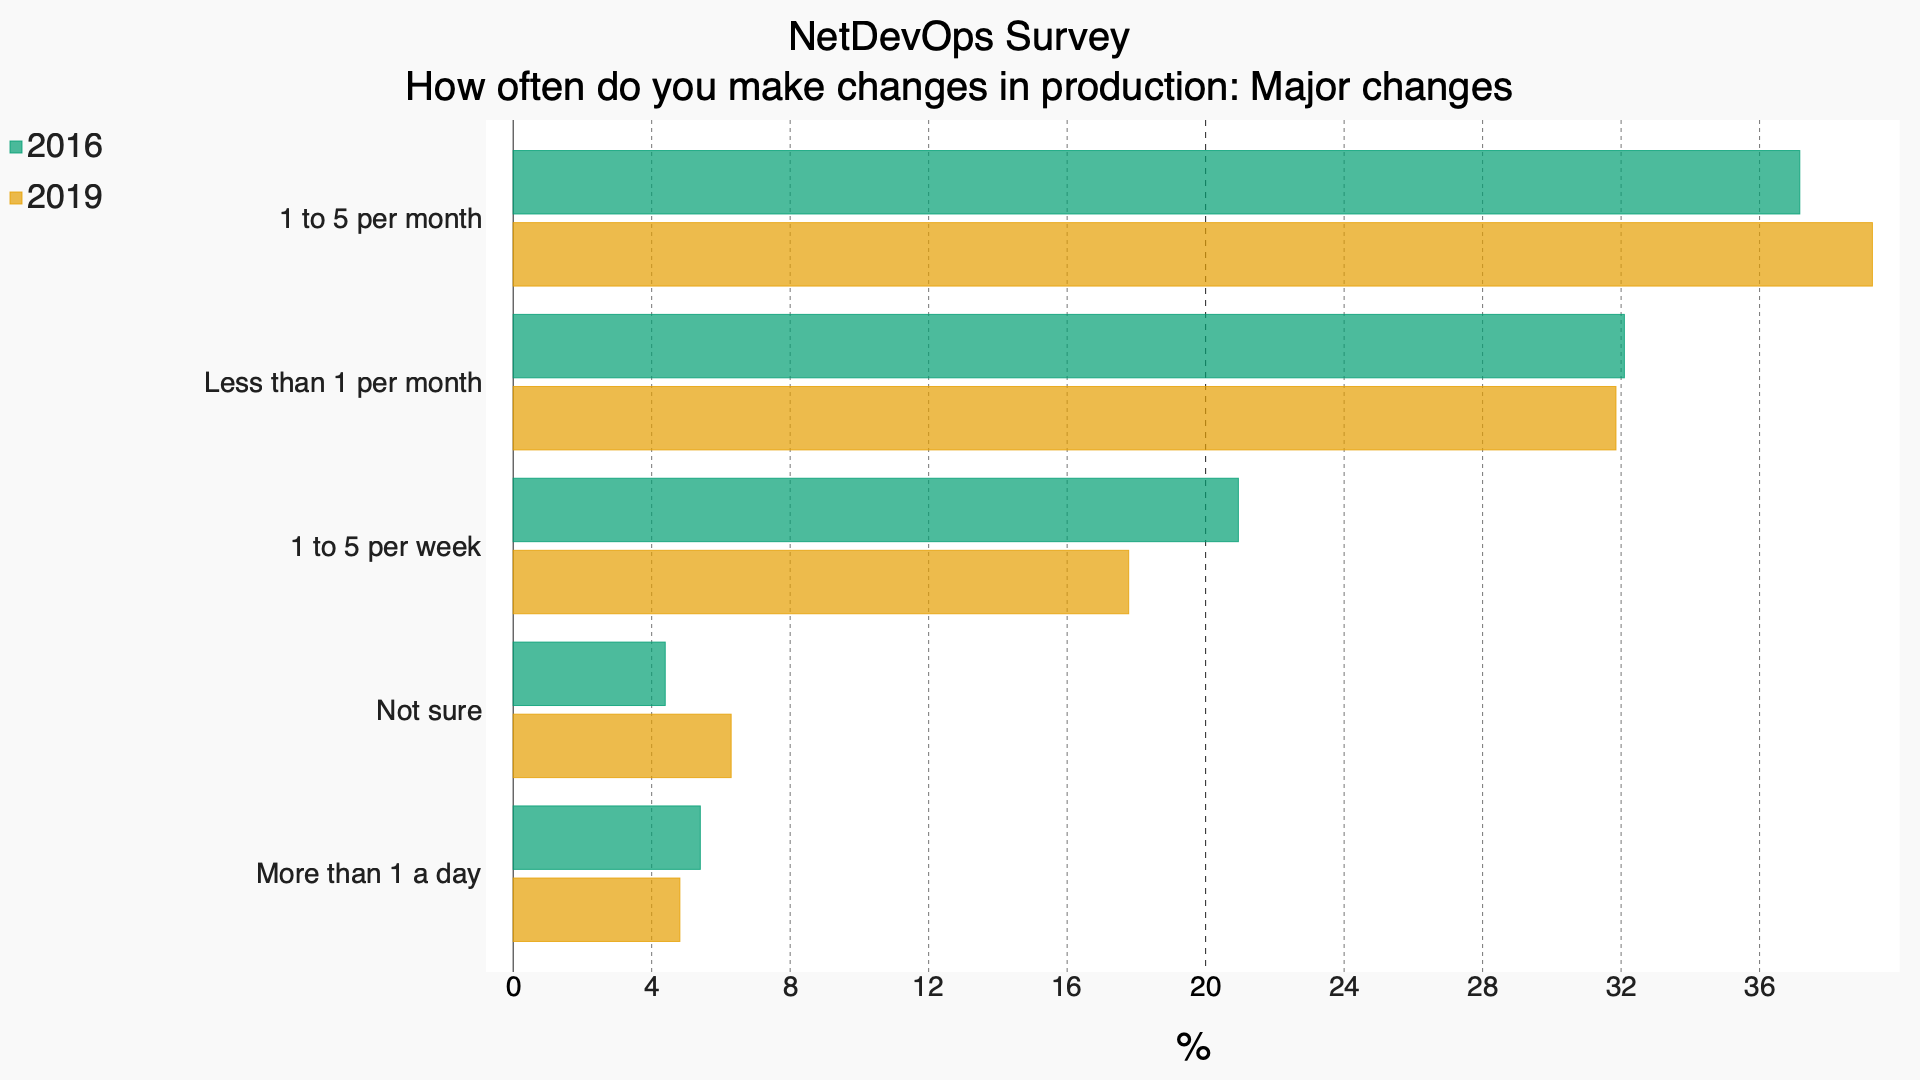 NetDevOps Survey
How often do you make changes in production: Major changes
2016
2019
1 to 5 per month
Less than 1 per month
1 to 5 per week
Not sure
More than 1 a day
0 4 8 12 16 20 24 28 32 36
%